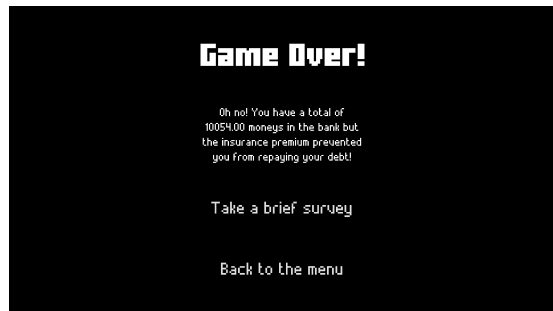 Game Over!
Oh no! You have a total of
10054.00 moneys in the bank but
the insurance premium prevented
you from repaying your debt!
Take a brief survey
Back to the menu